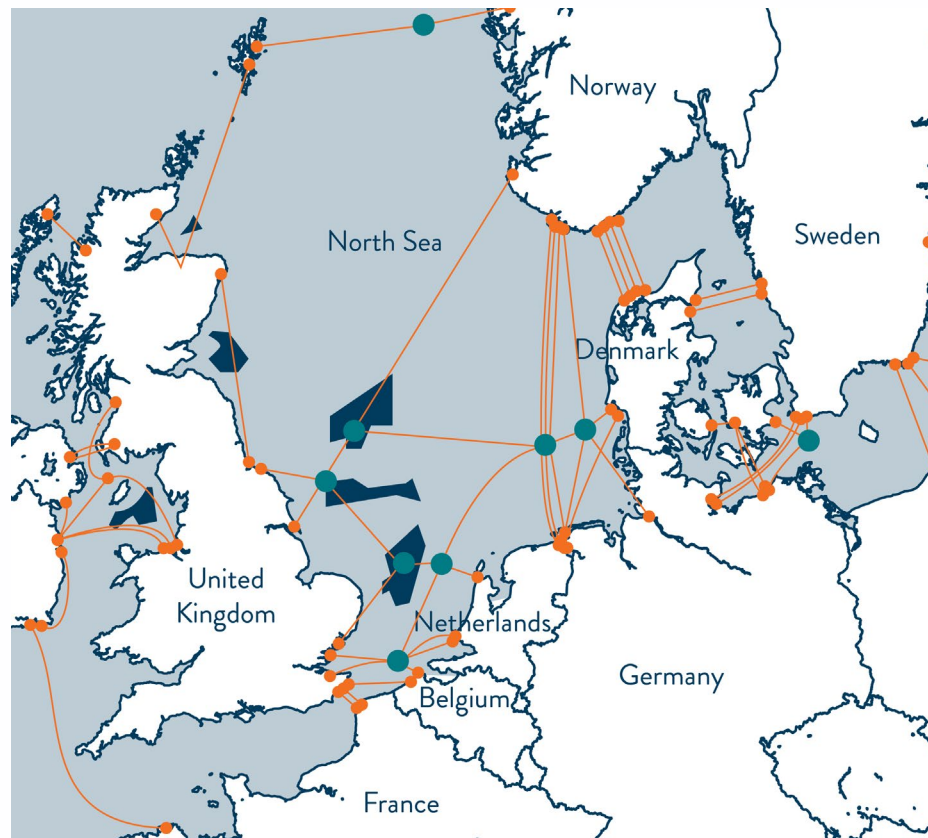 Norway
North Sea
Sweden
Denmark
United
Kingdom
Netherlands
Germany
Belgium
France